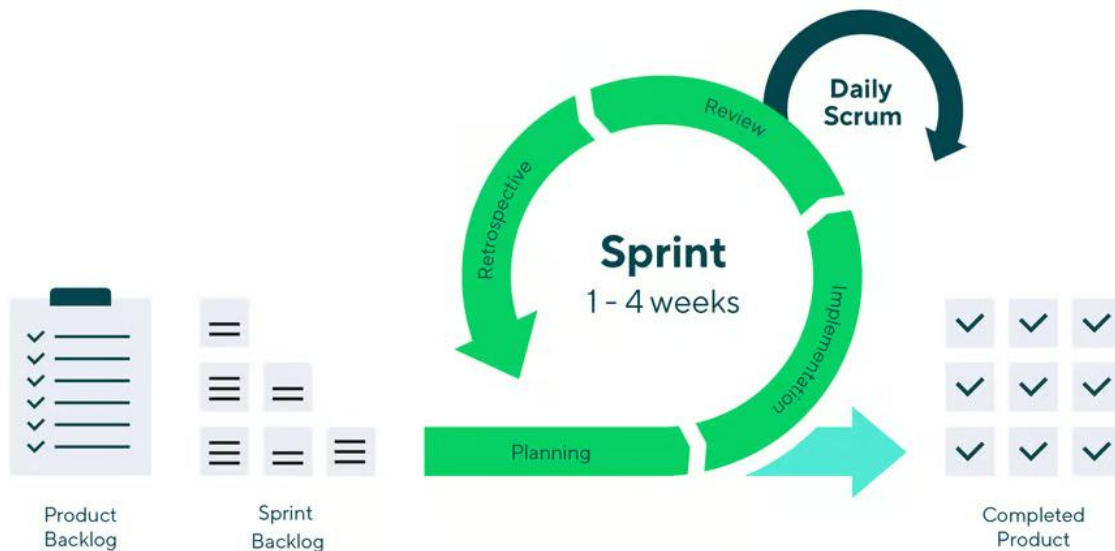 Daily
Scrum
Review
Retrospective
Sprint
1 - 4 weeks
Implementation
Planning
Product
Backlog
Sprint
Backlog
Completed
Product